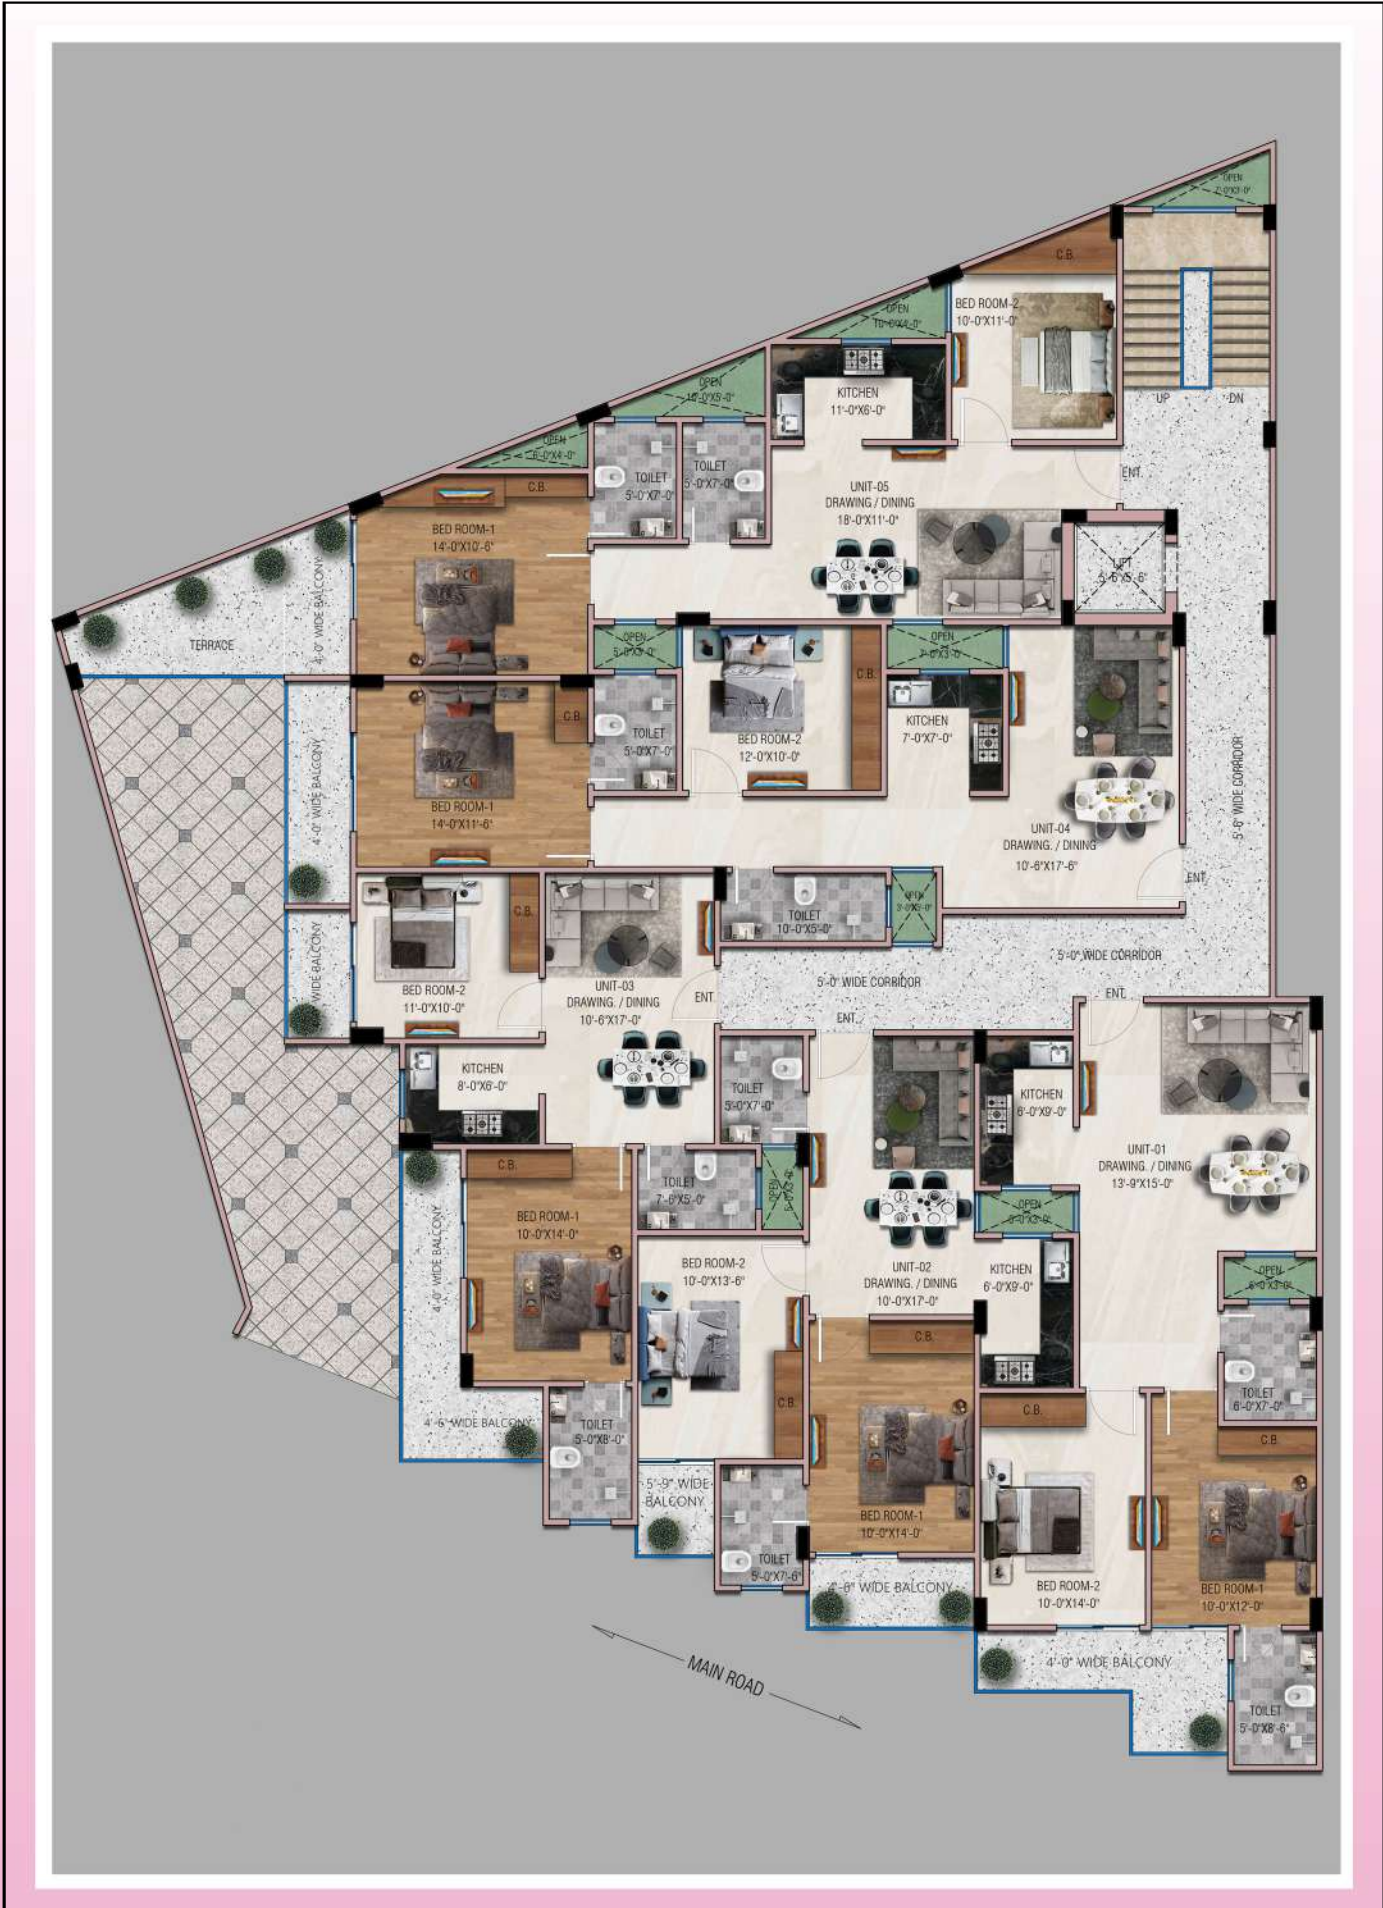 OPEN
7'-0"X3'-0"
C.B.
BED ROOM-2
10'-0"X11'-0"
OPEN
10'-0"X4'-0"
KITCHEN
11'-0"X6'-0"
UP
DN
OPEN
10'-0"X5'-0"
OPEN
6'-0"X4'-0"
TOILET
5'-0"X7'-0"
TOILET
5'-0"X7'-0"
ENT.
UNIT-05
DRAWING / DINING
18'-0"X11'-0"
C.B.
BED ROOM-1
14'-0"X10'-6"
LIFT
5'-6"X5'-6"
4'-0" WIDE BALCONY
TERRACE
OPEN
5'-0"X3'-0"
OPEN
7'-0"X3'-0"
C.B.
C.B.
TOILET
5'-0"X7'-0"
BED ROOM-2
12'-0"X10'-0"
KITCHEN
7'-0"X7'-0"
4'-0" WIDE BALCONY
5'-6" WIDE CORRIDOR
BED ROOM-1
14'-0"X11'-6"
UNIT-04
DRAWING. / DINING
10'-6"X17'-6"
ENT.
OPEN
TOILET
10'-0"X5'-0"
C.B.
WIDE BALCONY
BED ROOM-2
11'-0"X10'-0"
UNIT-03
DRAWING. / DINING
10'-6"X17'-0"
ENT.
5'-0" WIDE CORRIDOR
5'-0" WIDE CORRIDOR
ENT.
ENT.
KITCHEN
8'-0"X6'-0"
TOILET
5'-0"X7'-0"
KITCHEN
6'-0"X9'-0"
UNIT-01
DRAWING. / DINING
13'-9"X15'-0"
C.B.
TOILET
7'-6"X5'-0"
OPEN
5'-0"X3'-0"
OPEN
BED ROOM-1
10'-0"X14'-0"
4'-0" WIDE BALCONY
BED ROOM-2
10'-0"X13'-6"
UNIT-02
DRAWING. / DINING
10'-0"X17'-0"
KITCHEN
6'-0"X9'-0"
OPEN
6'-0"X3'-0"
C.B.
TOILET
6'-0"X7'-0"
C.B.
C.B.
C.B.
4'-6" WIDE BALCONY
TOILET
5'-0"X8'-0"
5'-9" WIDE
BALCONY
BED ROOM-1
10'-0"X14'-0"
TOILET
5'-0"X7'-6"
4'-6" WIDE BALCONY
BED ROOM-2
10'-0"X14'-0"
BED ROOM-1
10'-0"X12'-0"
4'-0" WIDE BALCONY
TOILET
5'-0"X8'-6"
MAIN ROAD